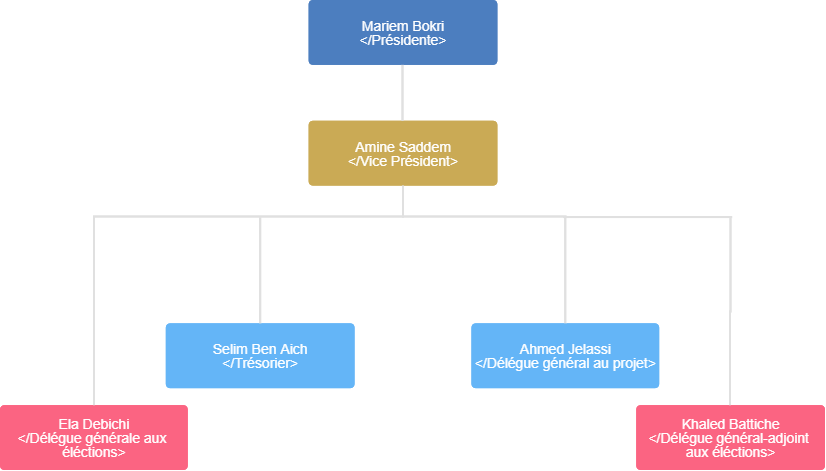 Mariem Bokri
</Présidente>
Amine Saddem
</Vice Président>
Selim Ben Aich
</Trésorier>
Ahmed Jelassi
</Délégue général au projet>
Ela Debichi
</Délégue générale aux
éléctions>
Khaled Battiche
</Délégue général-adjoint
aux éléctions>